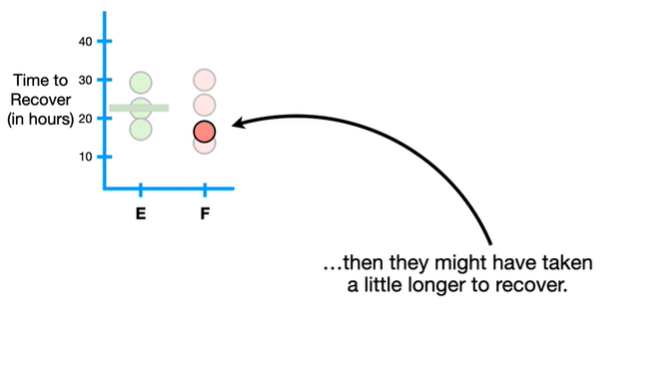 40
Time to 30
Recover
(in hours) 20
10
E F
...then they might have taken
a little longer to recover.